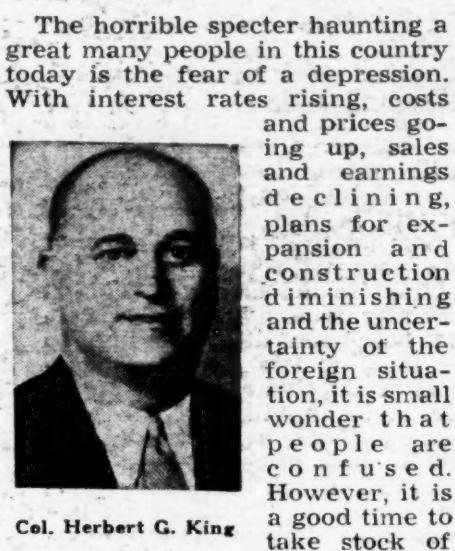 The horrible specter haunting a
great many people in this country
today is the fear of a depression.
With interest rates rising, costs
and prices go-
ing up, sales
and earnings
declining,
plans for ex-
pansion and
construction
diminishing
and the uncer-
tainty of the
foreign situa-
tion, it is small
wonder that
people are
confused.
However, it is
a good time to
take stock of
Col. Herbert G. King